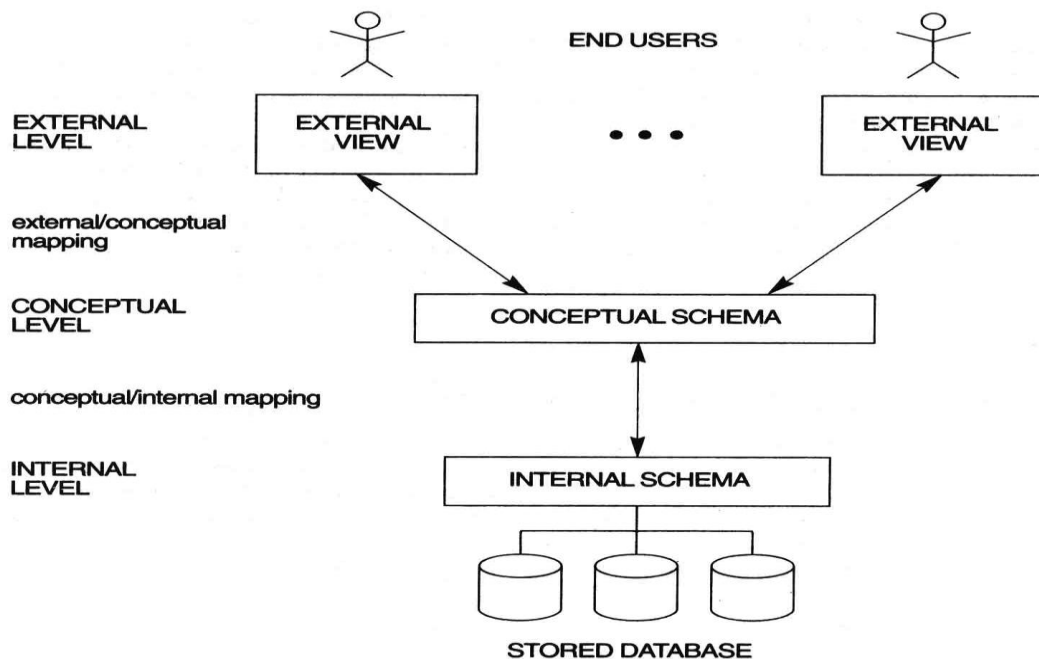 END USERS
EXTERNAL
LEVEL
EXTERNAL
VIEW
EXTERNAL
VIEW
external/conceptual
mapping
CONCEPTUAL
LEVEL
CONCEPTUAL SCHEMA
conceptual/internal mapping
INTERNAL
LEVEL
INTERNAL SCHEMA
STORED DATABASE